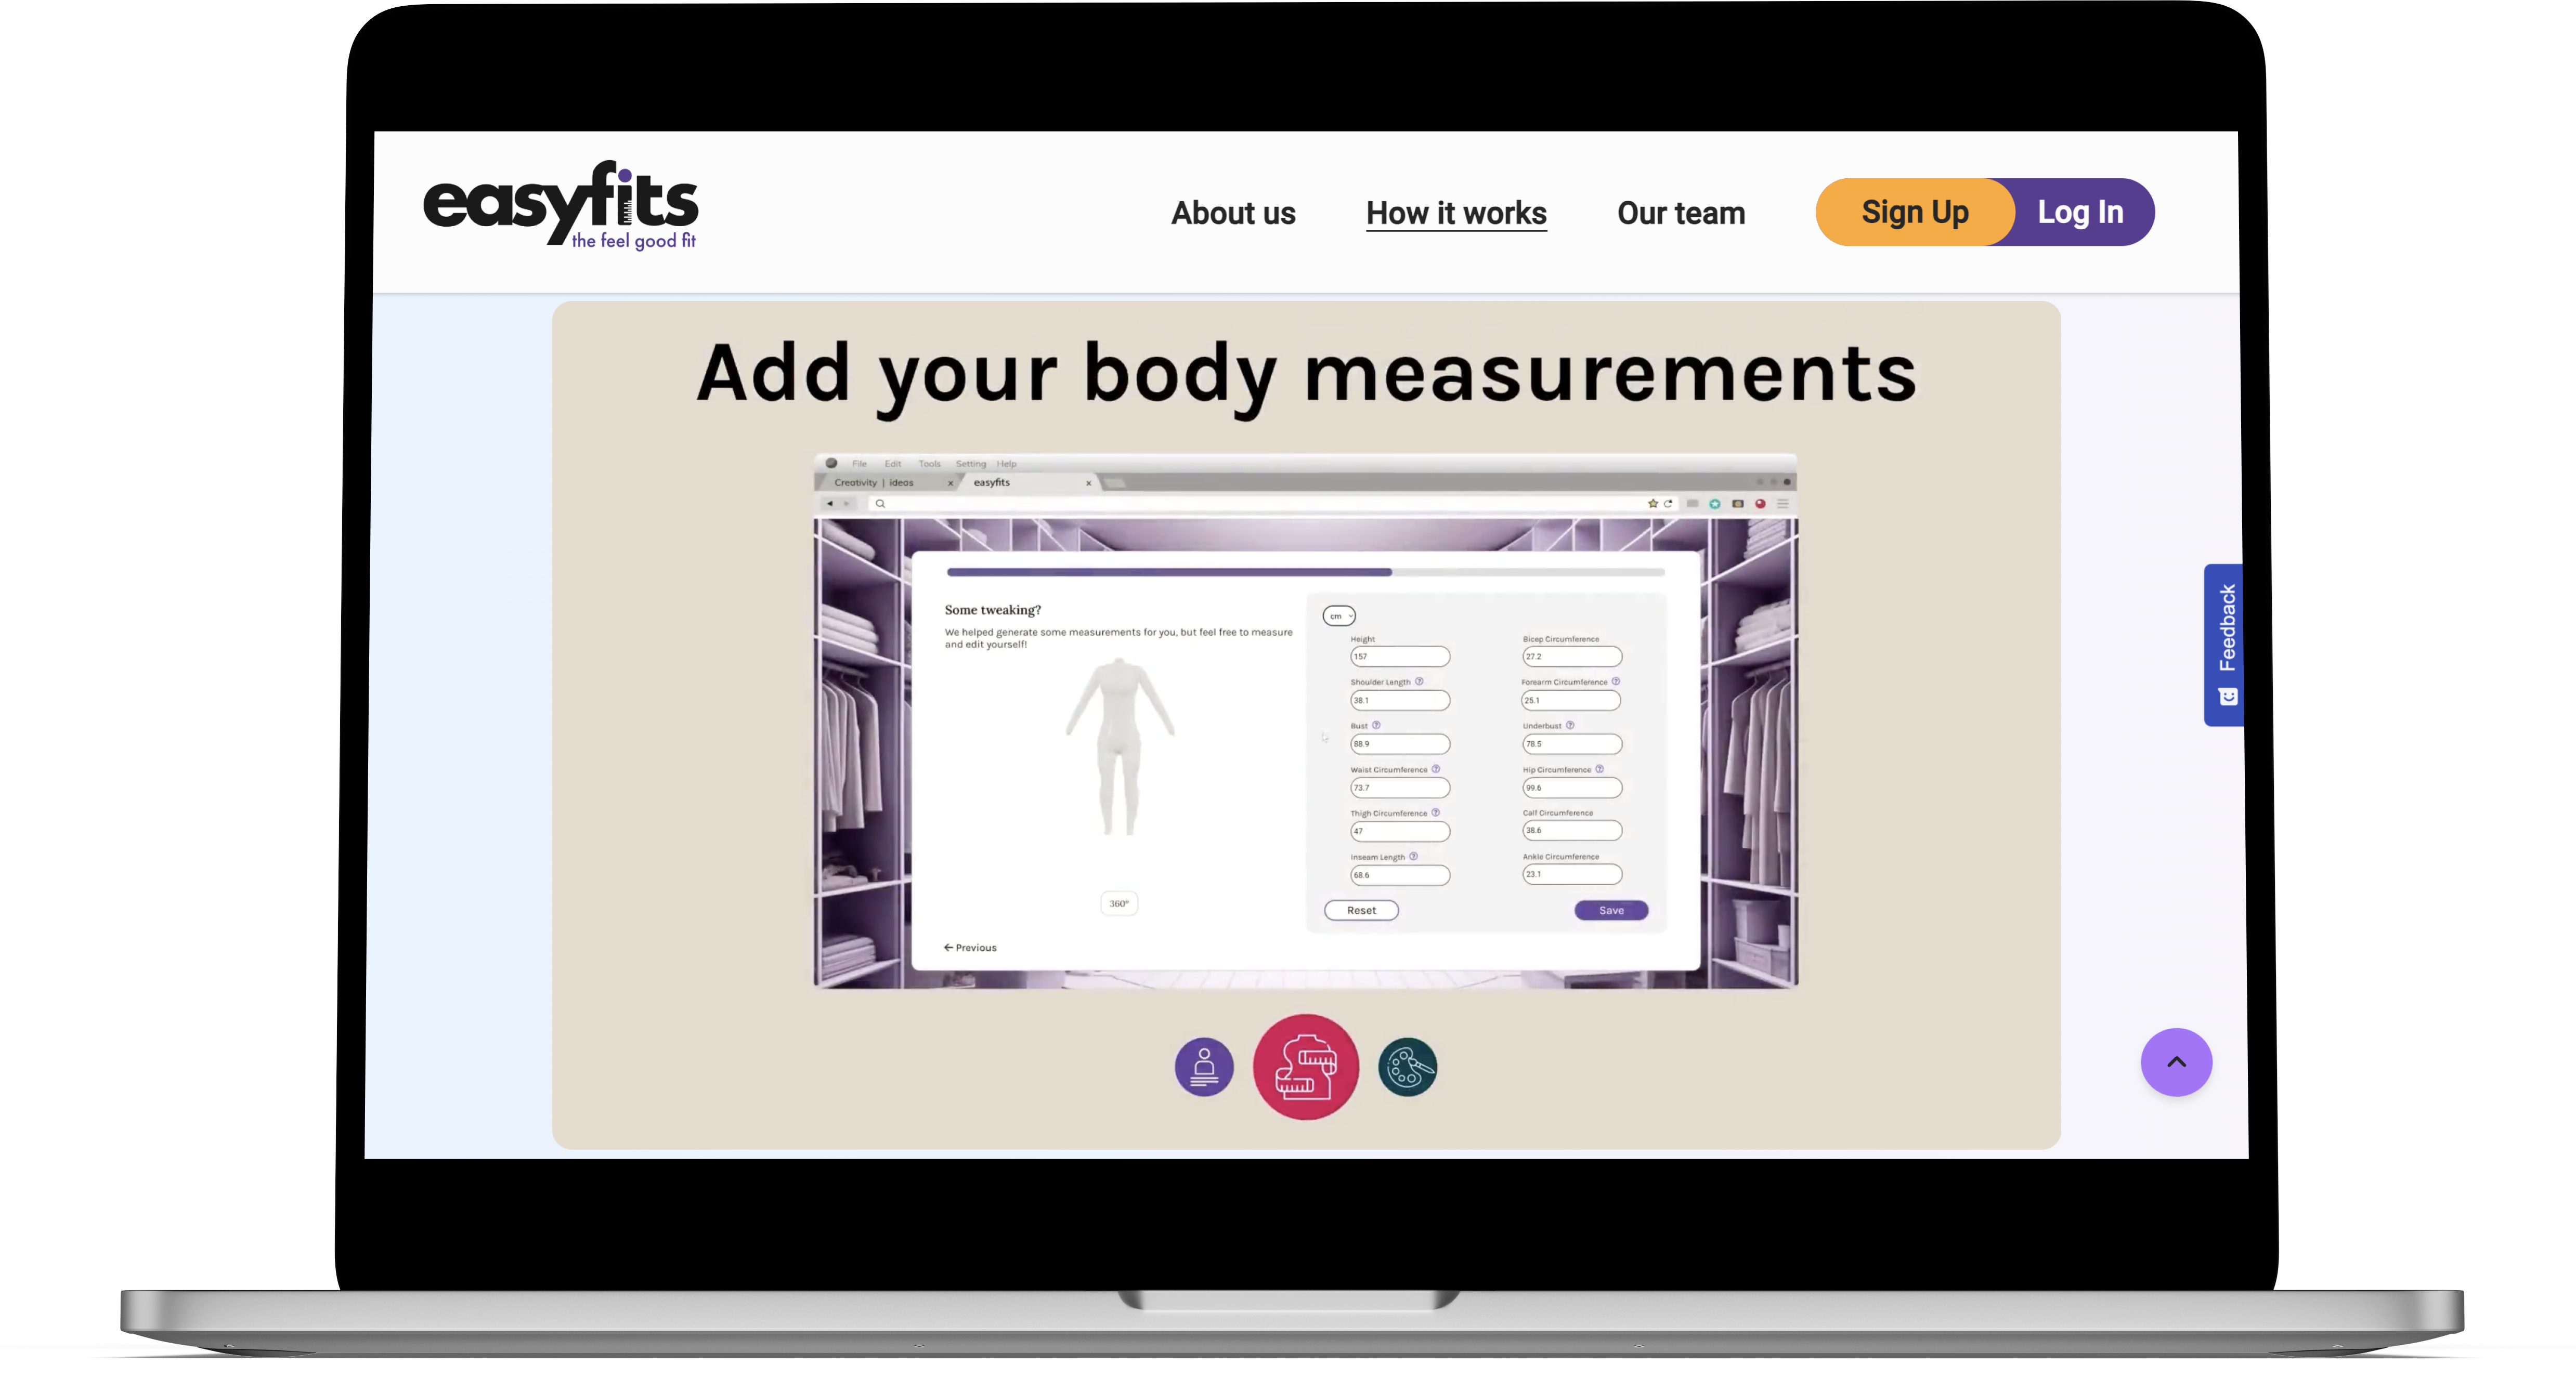 easyfits
the feel good fit
About us
How it works
Our team
Sign Up
Log In
Add your body measurements
File Edit Tools Setting Help
Creativity | ideas x easyfits x
Some tweaking?
We helped generate some measurements for you, but feel free to measure
and edit yourself!
360°
← Previous
cm
Height
157
Bicep Circumference
27.2
Shoulder Length
38.1
Forearm Circumference
25.1
Bust
88.9
Underbust
78.5
Waist Circumference
73.7
Hip Circumference
99.6
Thigh Circumference
47
Calf Circumference
38.6
Inseam Length
68.6
Ankle Circumference
23.1
Reset
Save
Feedback